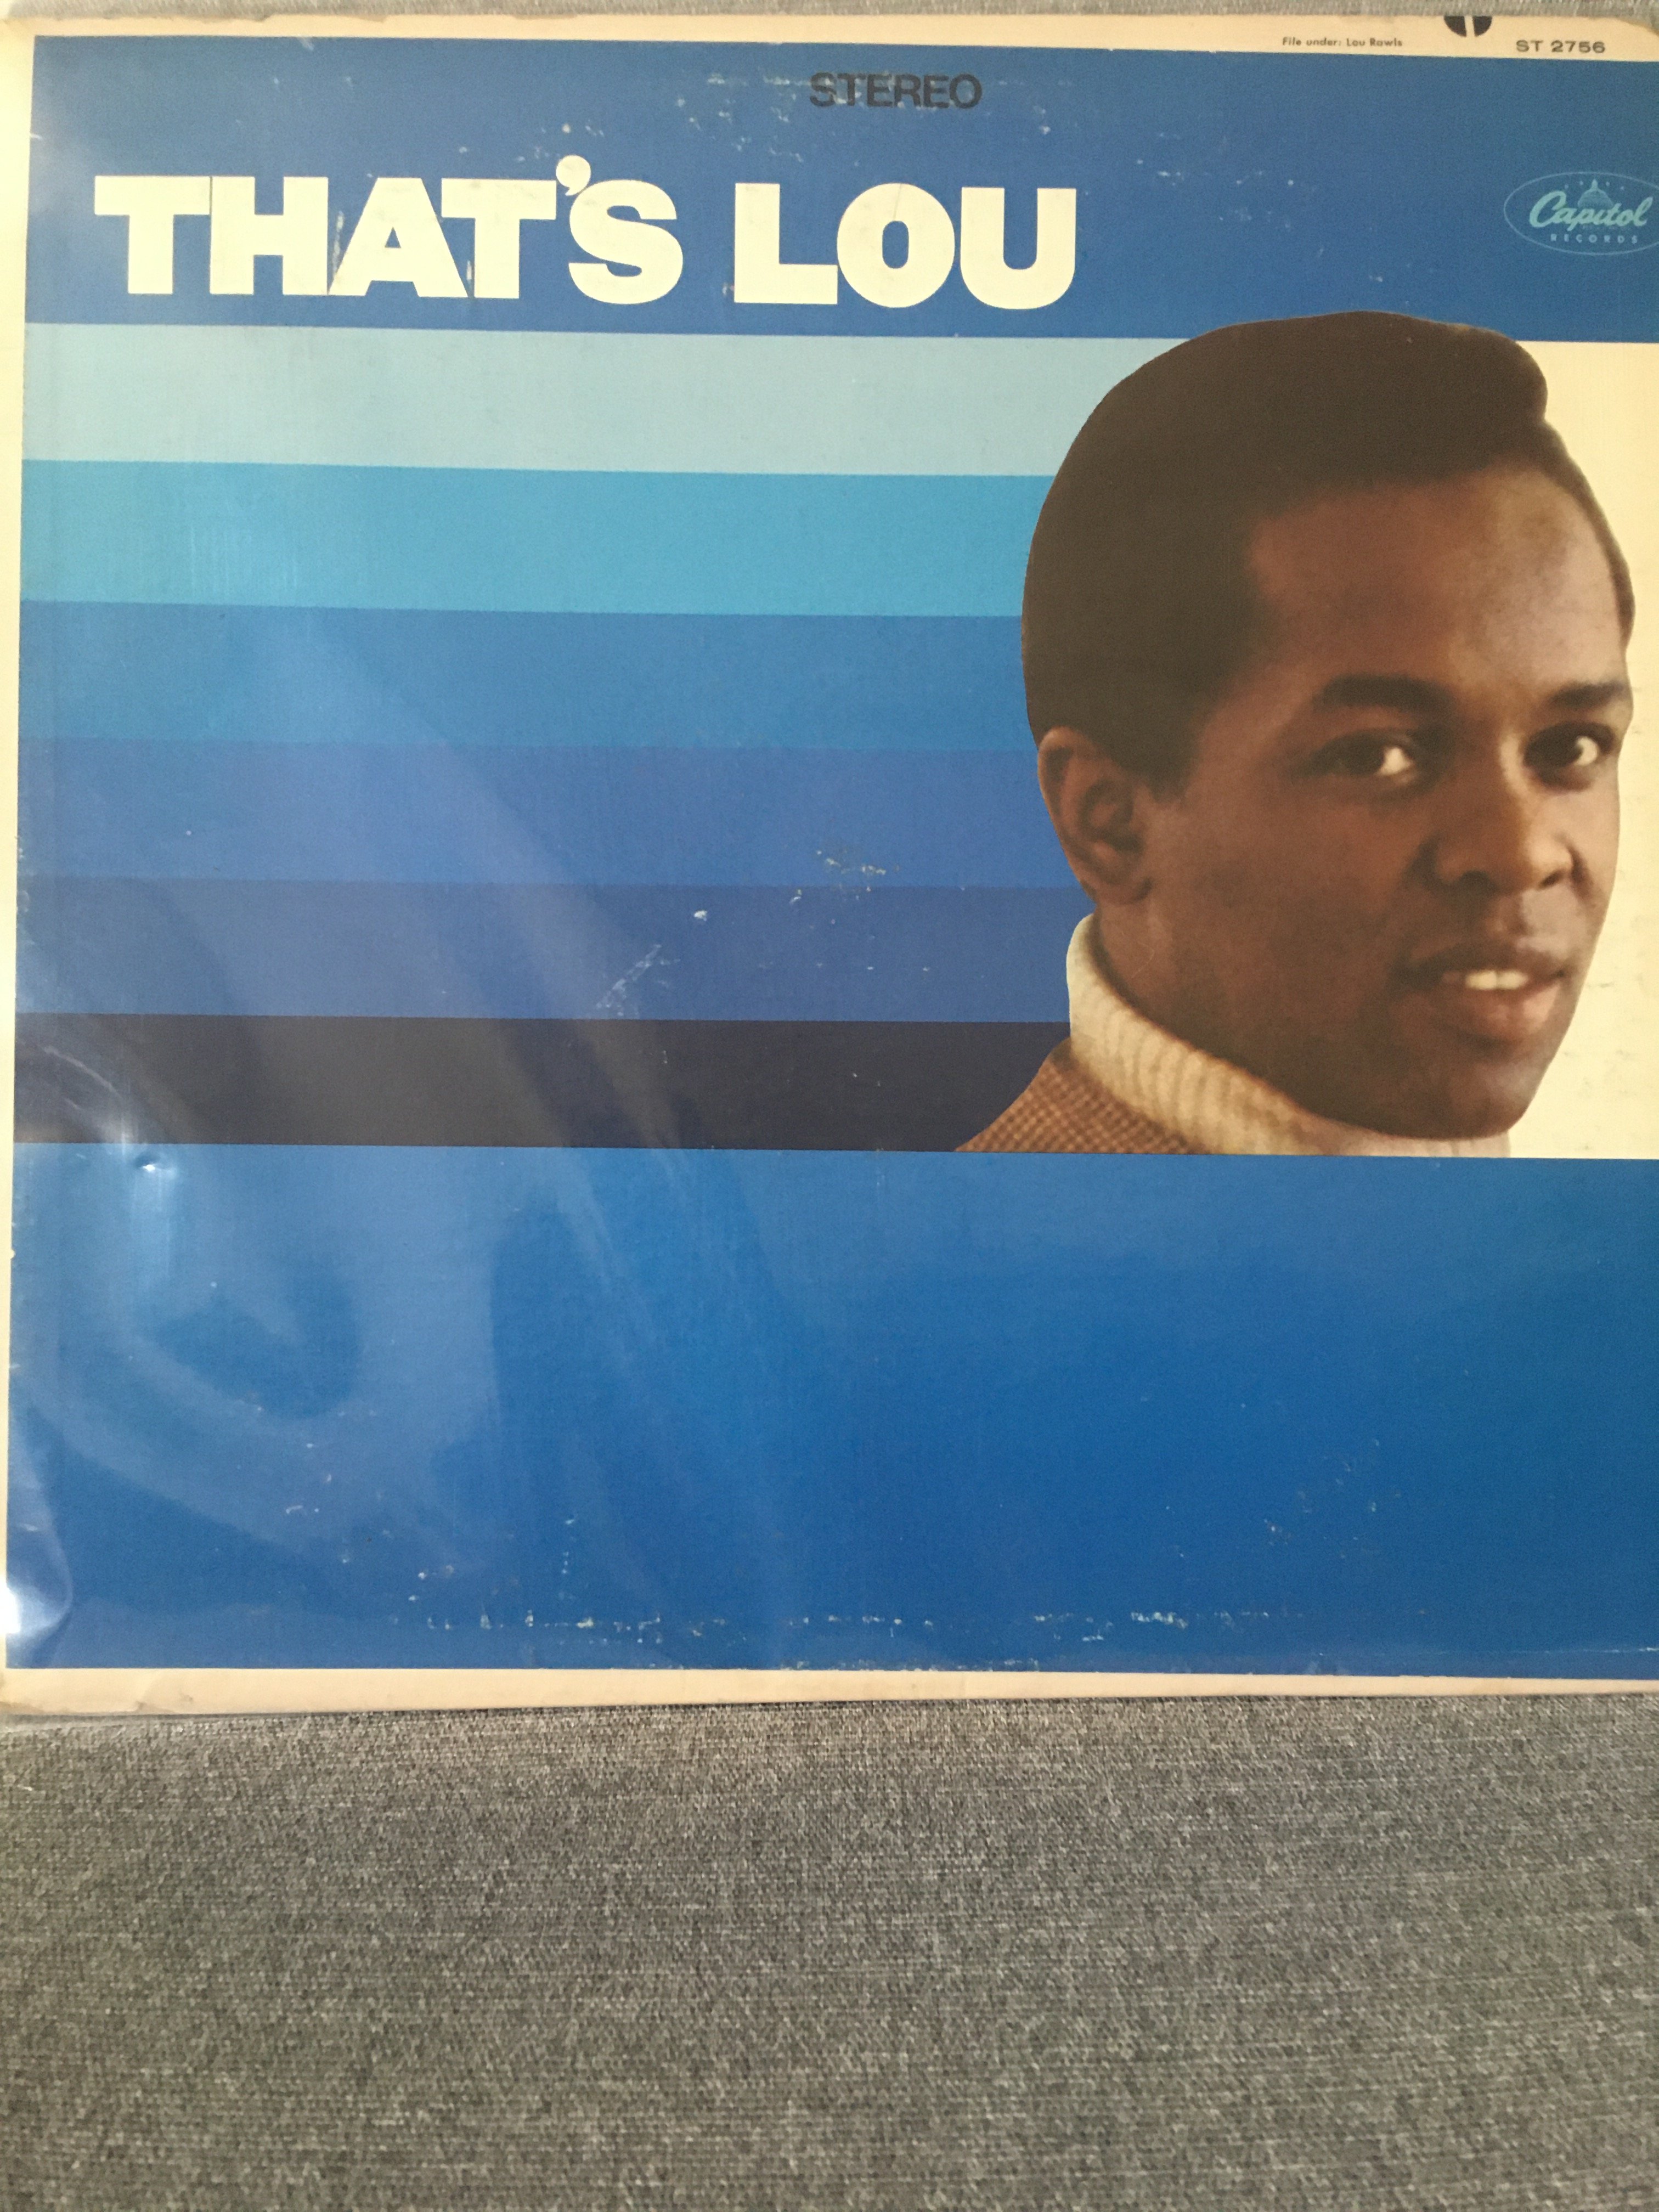 File under: Lou Rawls
ST 2756
STEREO
THAT'S LOU
Capitol
RECORDS